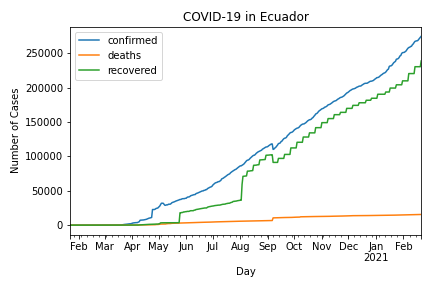 COVID-19 in Ecuador
confirmed
deaths
recovered
Number of Cases
250000
200000
150000
100000
50000
0
Feb Mar Apr May Jun Jul Aug Sep Oct Nov Dec Jan Feb
2021
Day